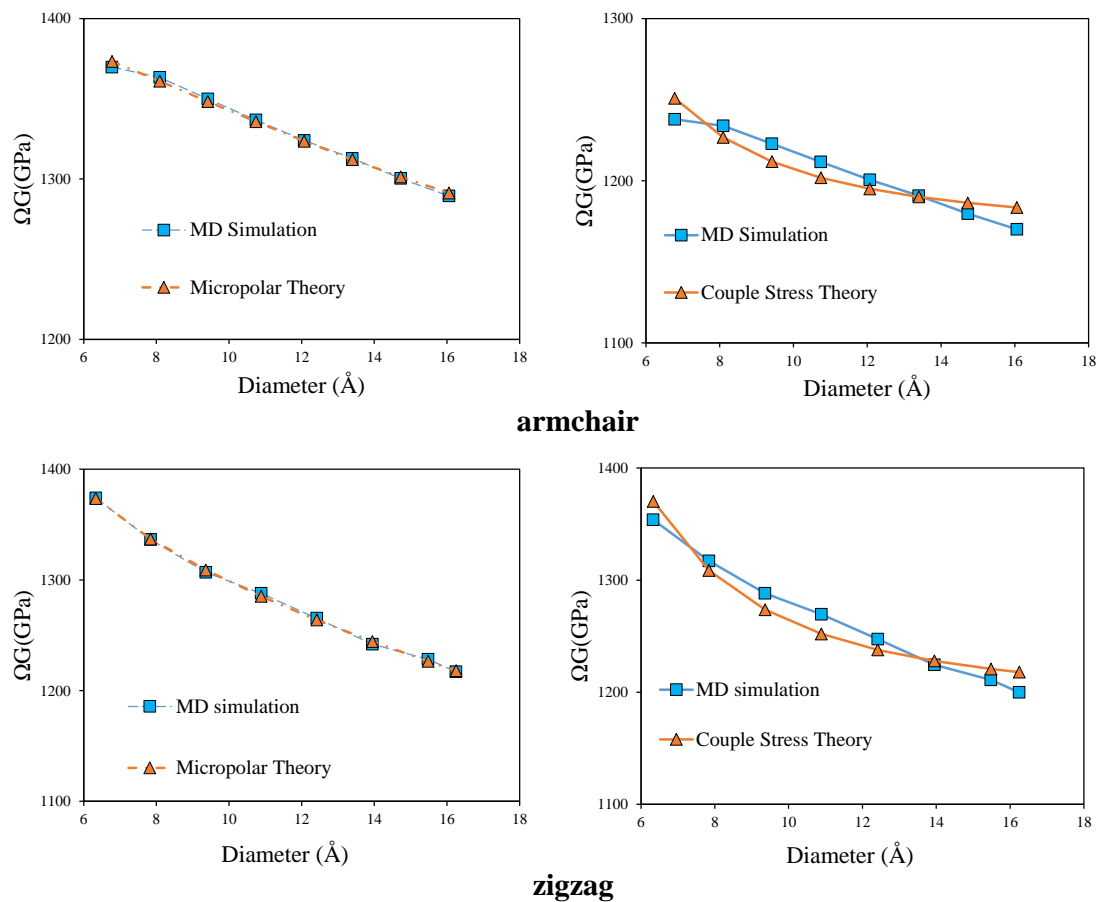 1400
1300
1200
6
8
10
12
14
16
18
ΩG(GPa)
Diameter (Å)
MD Simulation
Micropolar Theory
1300
1200
1100
6
8
10
12
14
16
18
ΩG(GPa)
Diameter (Å)
MD Simulation
Couple Stress Theory
armchair
1400
1300
1200
1100
6
8
10
12
14
16
18
ΩG(GPa)
Diameter (Å)
MD simulation
Micropolar Theory
1400
1300
1200
1100
6
8
10
12
14
16
18
ΩG(GPa)
Diameter (Å)
MD simulation
Couple Stress Theory
zigzag